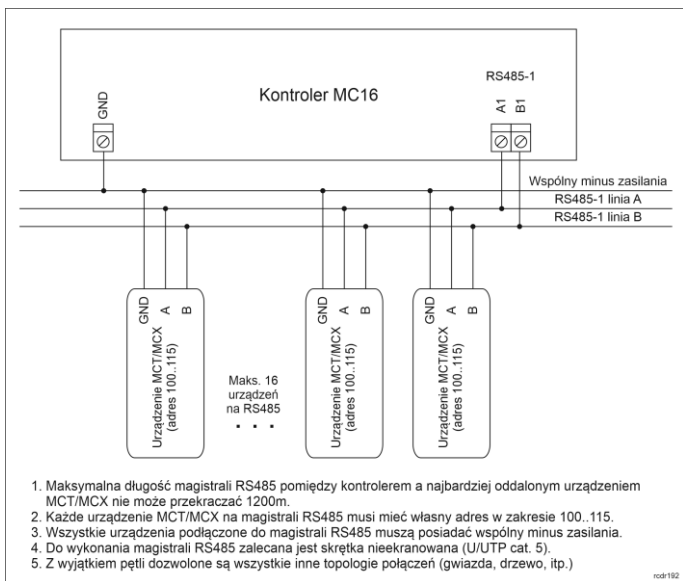 Kontroler MC16
RS485-1
GND
A1
B1
Wspólny minus zasilania
RS485-1 linia A
RS485-1 linia B
GND
A
B
Urządzenie MCT/MCX
(adres 100..115)
Maks. 16
urządzeń
na RS485
. . .
GND
A
B
Urządzenie MCT/MCX
(adres 100..115)
GND
A
B
Urządzenie MCT/MCX
(adres 100..115)
1. Maksymalna długość magistrali RS485 pomiędzy kontrolerem a najbardziej oddalonym urządzeniem
MCT/MCX nie może przekraczać 1200m.
2. Każde urządzenie MCT/MCX na magistrali RS485 musi mieć własny adres w zakresie 100..115.
3. Wszystkie urządzenia podłączone do magistrali RS485 muszą posiadać wspólny minus zasilania.
4. Do wykonania magistrali RS485 zalecana jest skrętka nieekranowana (U/UTP cat. 5).
5. Z wyjątkiem pętli dozwolone są wszystkie inne topologie połączeń (gwiazda, drzewo, itp.)
rcdr192